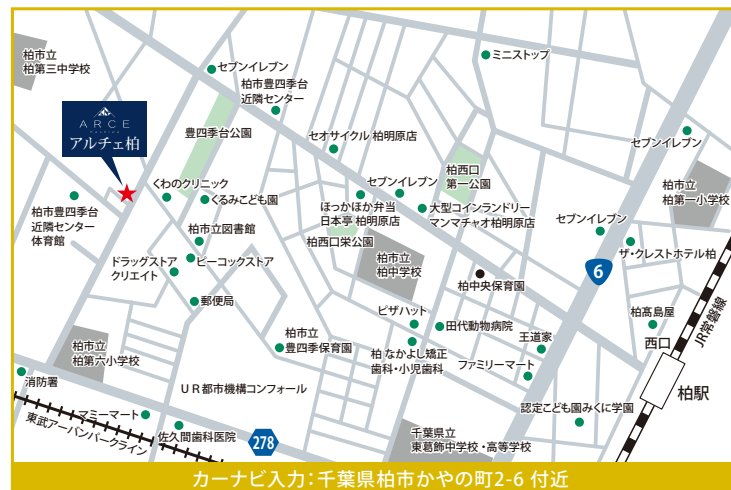 柏市立
柏第三中学校
セブンイレブン
ミニストップ
柏市豊四季台
近隣センター
ARCE
アルチェ柏
豊四季台公園
セオサイクル 柏明原店
セブンイレブン
柏西口
第一公園
柏市立
柏第一小学校
くわのクリニック
くるみこども園
セブンイレブン
ほっかほか弁当
日本亭 柏明原店
大型コインランドリー
マンマチャオ柏明原店
セブンイレブン
柏市豊四季台
近隣センター
体育館
柏市立図書館
柏西口栄公園
ザ・クレストホテル柏
ドラッグストア
クリエイト
ピーコックストア
柏市立
柏中学校
6
柏中央保育園
郵便局
ピザハット
田代動物病院
柏髙島屋
JR常磐線
西口
柏市立
柏第六小学校
柏市立
豊四季保育園
王道家
柏 なかよし矯正
歯科・小児歯科
ファミリーマート
柏駅
消防署
UR都市機構コンフォール
マミーマート
認定こども園みくに学園
東武アーバンパークライン
佐久間歯科医院
278
千葉県立
東葛飾中学校・高等学校
カーナビ入力:千葉県柏市かやの町2-6 付近